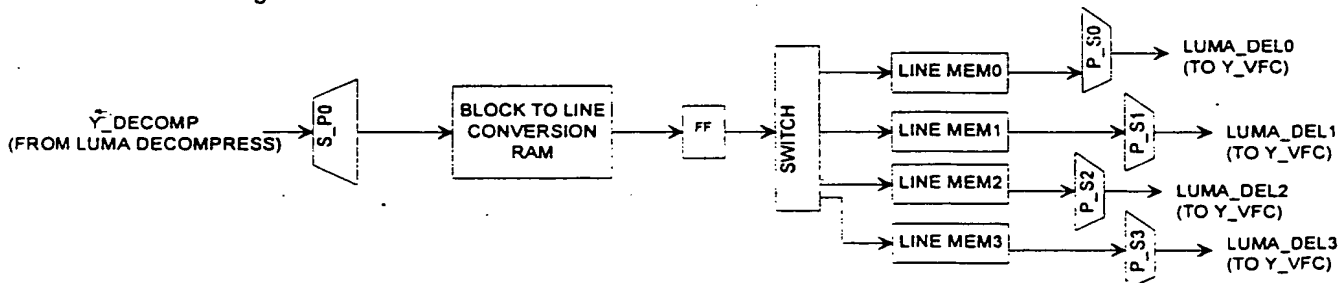 Y_DECOMP
(FROM LUMA DECOMPRESS)
S_P0
BLOCK TO LINE
CONVERSION
RAM
FF
SWITCH
LINE MEM0
P_S0
LUMA_DEL0
(TO Y_VFC)
LINE MEM1
P_S1
LUMA_DEL1
(TO Y_VFC)
LINE MEM2
P_S2
LUMA_DEL2
(TO Y_VFC)
LINE MEM3
P_S3
LUMA_DEL3
(TO Y_VFC)